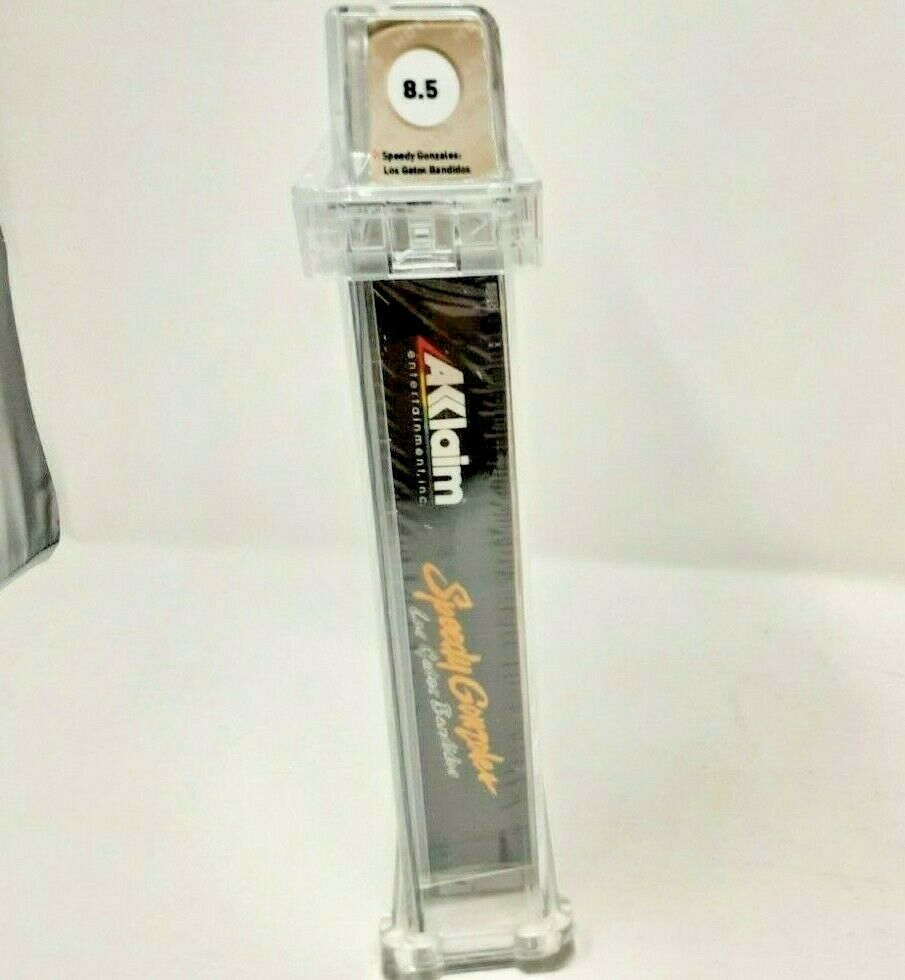 8.5
Speedy Gonzales:
Los Gatos Bandidos
Acclaim
entertainment, inc.
Speedy Gonzales
Los Gatos Bandidos